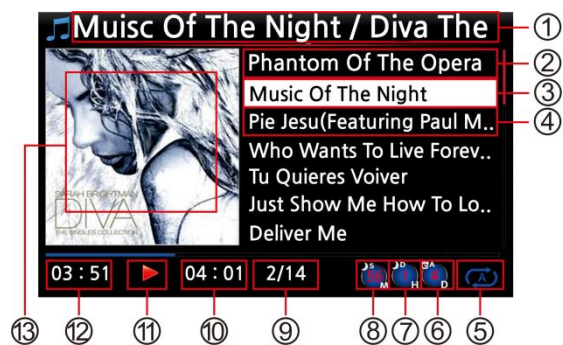 Muisc Of The Night / Diva The
①
Phantom Of The Opera
②
Music Of The Night
③
Pie Jesu(Featuring Paul M..
④
Who Wants To Live Forev..
Tu Quieres Voiver
Just Show Me How To Lo..
Deliver Me
SARAH BRIGHTMAN
DIVA
THE SINGLES COLLECTION
03 : 51
04 : 01
2/14
S
M
D
H
A
D
A
⑬ ⑫ ⑪ ⑩ ⑨ ⑧ ⑦ ⑥ ⑤